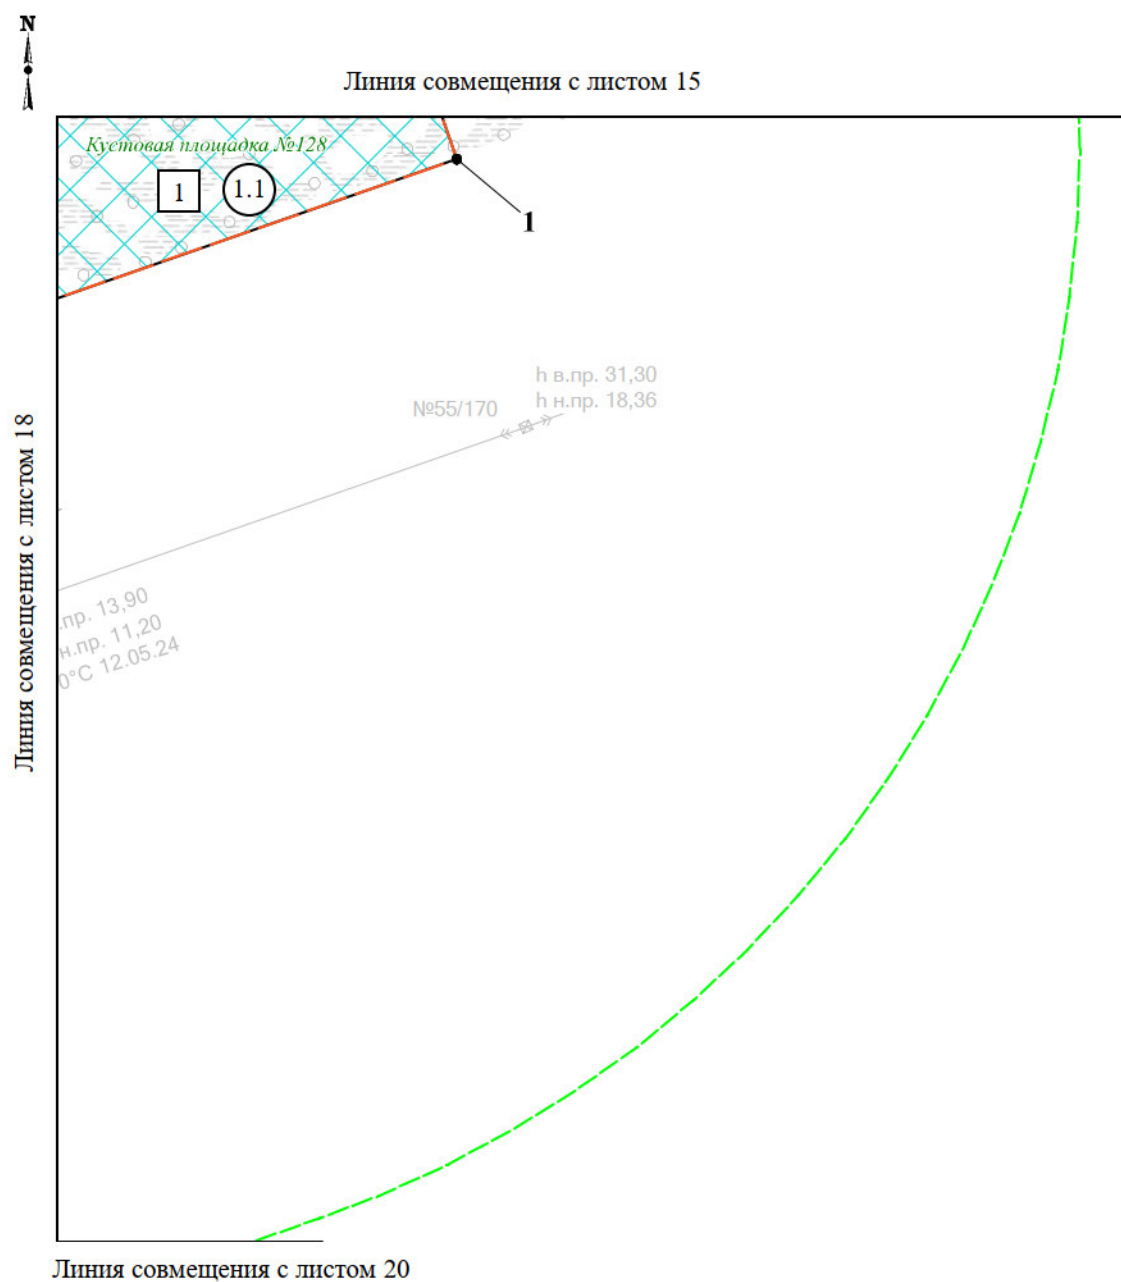 N
Линия совмещения с листом 15
Кустовая площадка №128
1
1.1
1
h в.пр. 31,30
№55/170
h н.пр. 18,36
Линия совмещения с листом 18
.пр. 13,90
н.пр. 11,20
0°C 12.05.24
Линия совмещения с листом 20